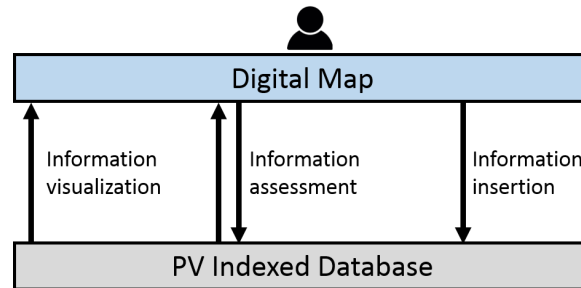 Digital Map
Information
visualization
Information
assessment
Information
insertion
PV Indexed Database